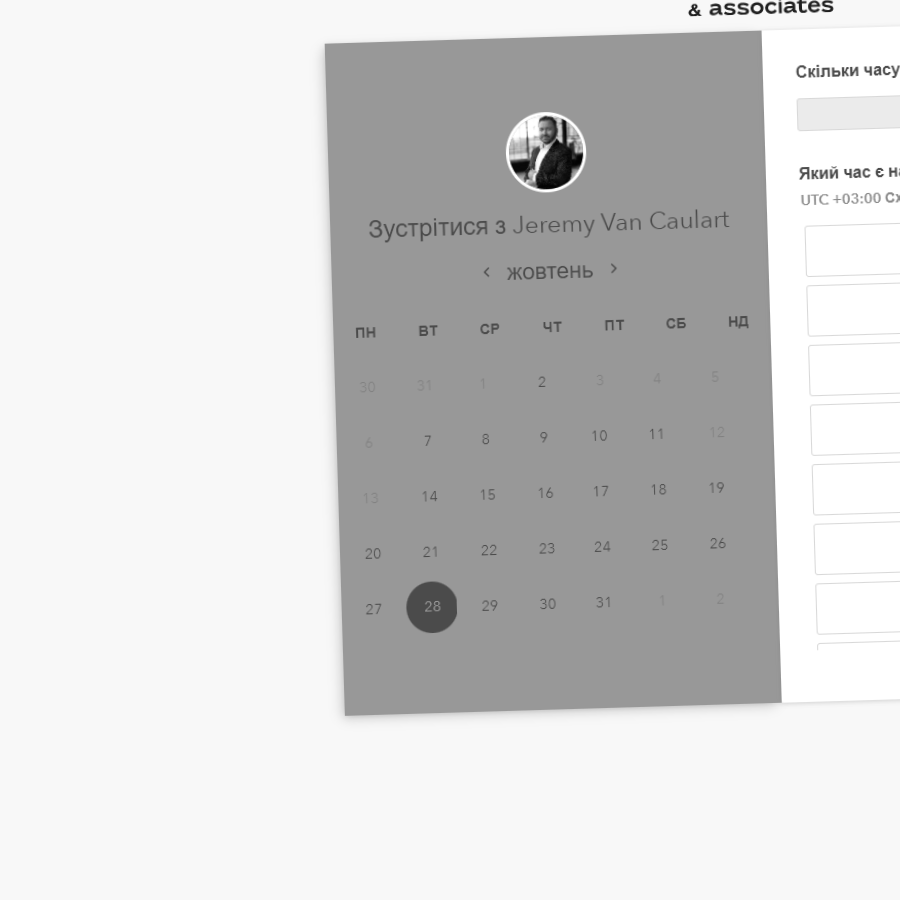 & associates
Зустрітися з Jeremy Van Caulart
жовтень
ПН ВТ СР ЧТ ПТ СБ НД
30 31 1 2 3 4 5
6 7 8 9 10 11 12
13 14 15 16 17 18 19
20 21 22 23 24 25 26
27 28 29 30 31 1 2
Скільки часу
Який час є
UTC +03:00